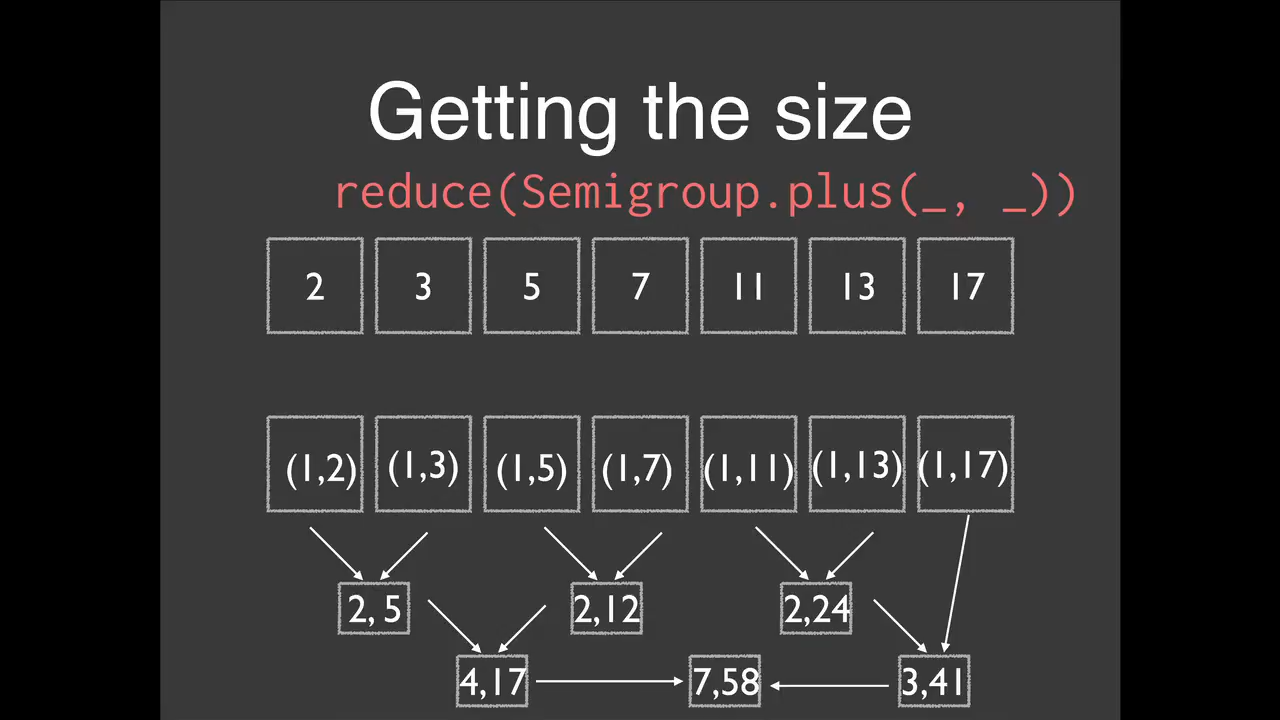 Getting the size
reduce(Semigroup.plus(_, _))
2 3 5 7 11 13 17
(1,2) (1,3) (1,5) (1,7) (1,11) (1,13) (1,17)
2, 5 2,12 2,24
4,17 7,58 3,41